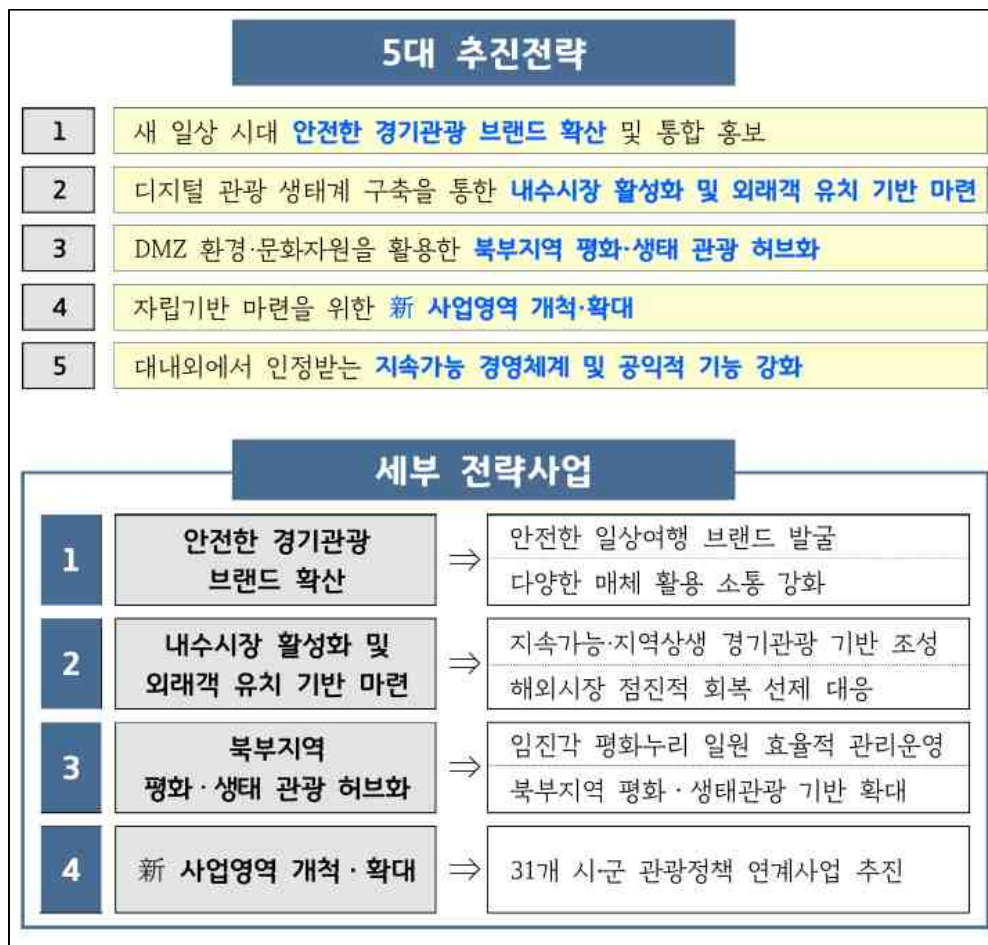 5대 추진전략
1 새 일상 시대 안전한 경기관광 브랜드 확산 및 통합 홍보
2 디지털 관광 생태계 구축을 통한 내수시장 활성화 및 외래객 유치 기반 마련
3 DMZ 환경·문화자원을 활용한 북부지역 평화·생태 관광 허브화
4 자립기반 마련을 위한 新 사업영역 개척·확대
5 대내외에서 인정받는 지속가능 경영체계 및 공익적 기능 강화
세부 전략사업
1
안전한 경기관광
브랜드 확산
⇒
안전한 일상여행 브랜드 발굴
다양한 매체 활용 소통 강화
2
내수시장 활성화 및
외래객 유치 기반 마련
⇒
지속가능·지역상생 경기관광 기반 조성
해외시장 점진적 회복 선제 대응
3
북부지역
평화·생태 관광 허브화
⇒
임진각 평화누리 일원 효율적 관리운영
북부지역 평화·생태관광 기반 확대
4
新 사업영역 개척·확대
⇒
31개 시·군 관광정책 연계사업 추진